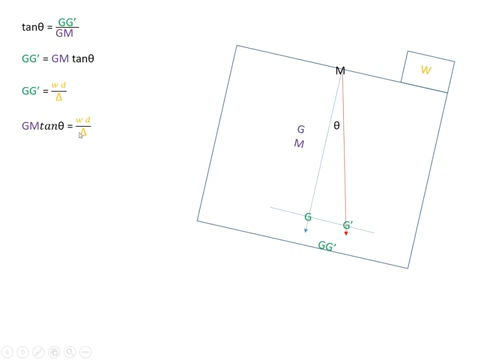 tanθ = GG'/GM
GG' = GM tanθ
GG' = w d/Δ
GMtanθ = w d/Δ
M
W
θ
G
M
G
G'
GG'